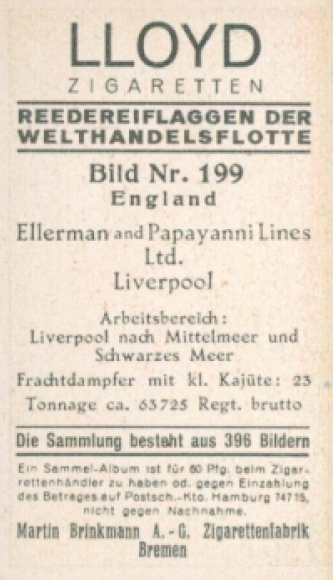 LLOYD
ZIGARETTEN
REEDEREIFLAGGEN DER
WELTHANDELSFLOTTE
Bild Nr. 199
England
Ellerman and Papayanni Lines
Ltd.
Liverpool
Arbeitsbereich:
Liverpool nach Mittelmeer und
Schwarzes Meer
Frachtdampfer mit kl. Kajüte: 23
Tonnage ca. 63725 Regt. brutto
Die Sammlung besteht aus 396 Bildern
Ein Sammel-Album ist für 60 Pfg. beim Zigar-
rettenhändler zu haben od. gegen Einzahlung
des Betrages auf Postsch.-Kto. Hamburg 74715,
nicht gegen Nachnahme.
Martin Brinkmann A.-G. Zigarettenfabrik
Bremen